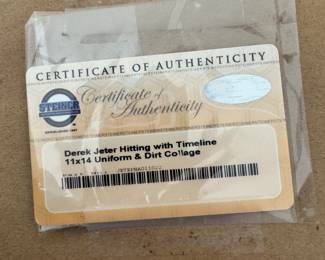 CERTIFICATE OF AUTHENTICITY
STEINER
Certificate of
Authenticity
Derek Jeter Hitting with Timeline
11x14 Uniform & Dirt Collage